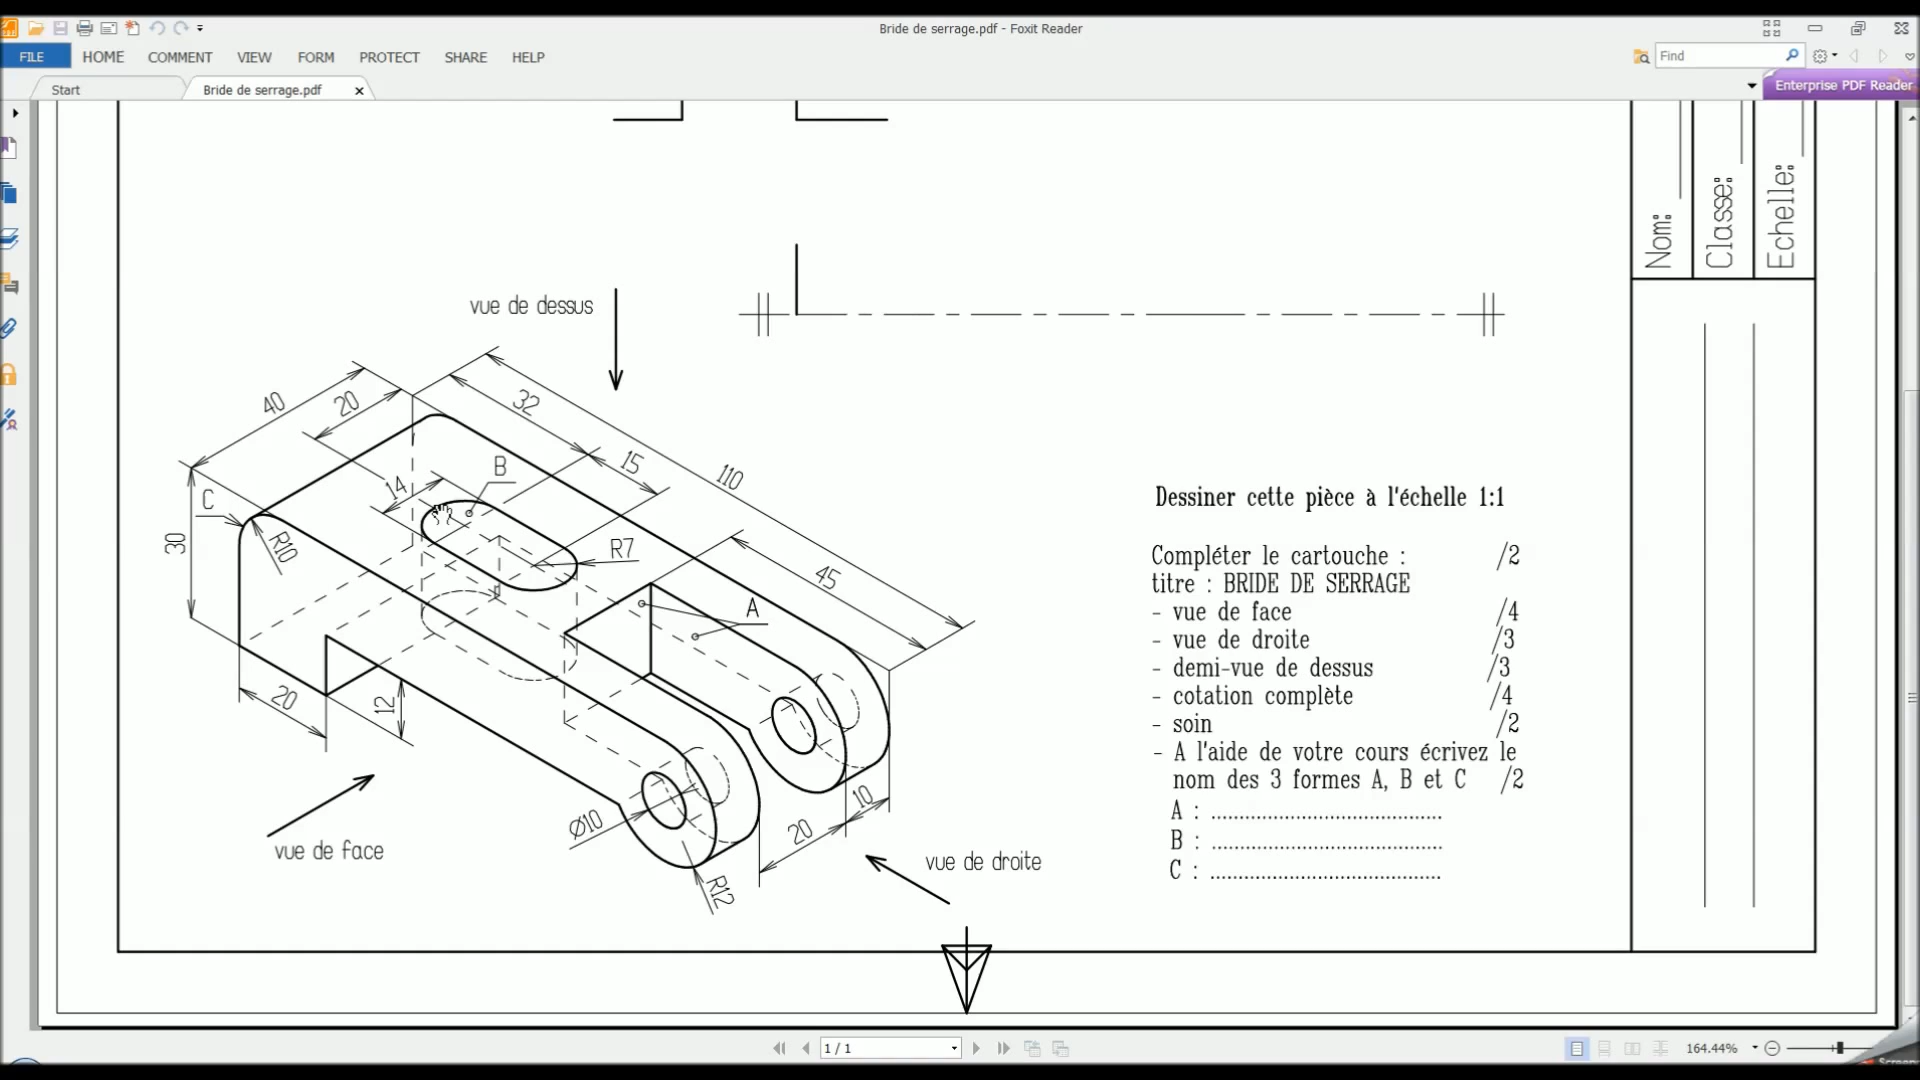 Bride de serrage.pdf - Foxit Reader
FILE HOME COMMENT VIEW FORM PROTECT SHARE HELP
Find
Start
Bride de serrage.pdf
Enterprise PDF Reader
Nom:
Classe:
Echelle:
vue de dessus
40
20
32
15
110
14
B
C
30
R10
R7
45
A
20
12
Ø10
R12
20
10
vue de face
vue de droite
Dessiner cette pièce à l'échelle 1:1
Compléter le cartouche : /2
titre : BRIDE DE SERRAGE
- vue de face /4
- vue de droite /3
- demi-vue de dessus /3
- cotation complète /4
- soin /2
- A l'aide de votre cours écrivez le
nom des 3 formes A, B et C /2
A : ........................................
B : ........................................
C : ........................................
1 / 1
164.44%